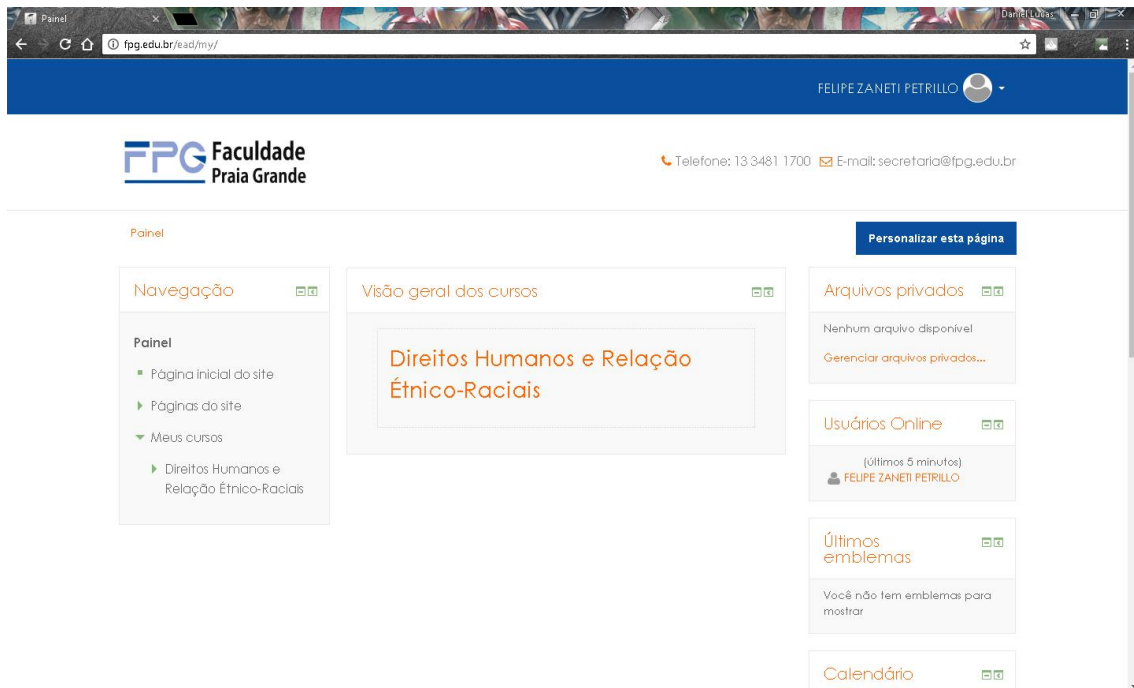 Painel
Daniel Lucas
fpg.edu.br/ead/my/
FELIPE ZANETI PETRILLO
FPG Faculdade
Praia Grande
Telefone: 13 3481 1700 E-mail: secretaria@fpg.edu.br
Painel
Personalizar esta página
Navegação
Painel
Página inicial do site
Páginas do site
Meus cursos
Direitos Humanos e
Relação Étnico-Raciais
Visão geral dos cursos
Direitos Humanos e Relação
Étnico-Raciais
Arquivos privados
Nenhum arquivo disponível
Gerenciar arquivos privados...
Usuários Online
(últimos 5 minutos)
FELIPE ZANETI PETRILLO
Últimos
emblemas
Você não tem emblemas para
mostrar
Calendário